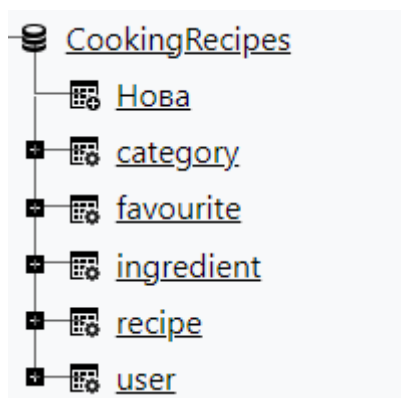 CookingRecipes
Нова
category
favourite
ingredient
recipe
user